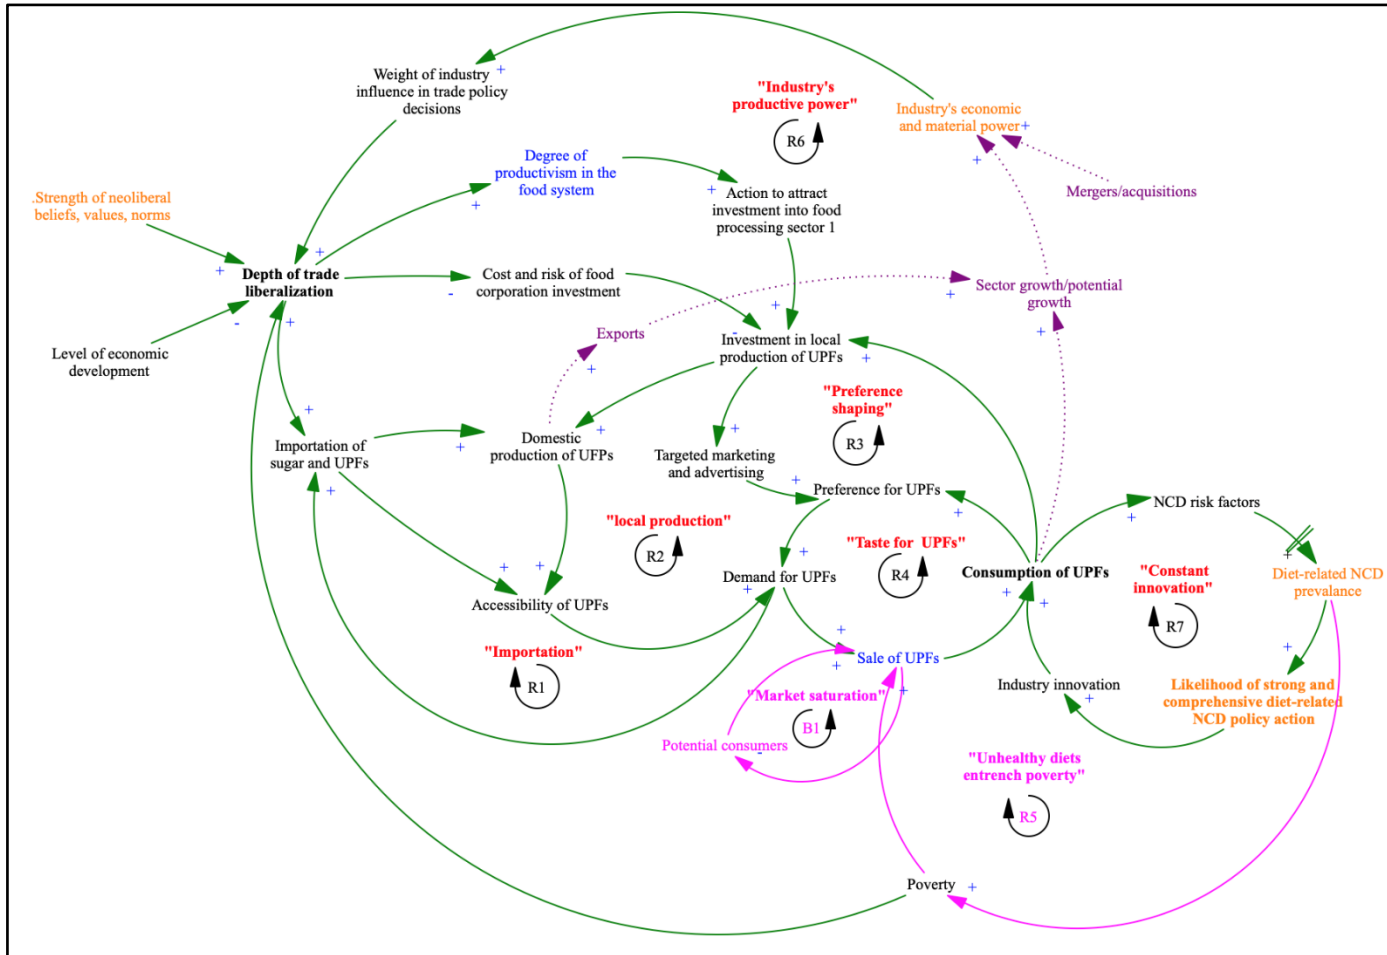 Weight of industry
influence in trade policy
decisions
+
"Industry's
productive power"
R6
Industry's economic
and material power
+
+
Mergers/acquisitions
Degree of
productivism in the
food system
+
+
Action to attract
investment into food
processing sector 1
.Strength of neoliberal
beliefs, values, norms
+
+
Depth of trade
liberalization
-
+
Cost and risk of food
corporation investment
-
Sector growth/potential
growth
+
+
Level of economic
development
Exports
+
+
-
Investment in local
production of UPFs
+
"Preference
shaping"
R3
+
Importation of
sugar and UPFs
+
+
Domestic
production of UFPs
+
Targeted marketing
and advertising
+
+
Preference for UPFs
+
NCD risk factors
+
"local production"
R2
"Taste for UPFs"
R4
+
Demand for UPFs
+
Consumption of UPFs
+
+
"Constant
innovation"
R7
+
Diet-related NCD
prevalance
+
+
Accessibility of UPFs
"Importation"
R1
+
+
Sale of UPFs
+
"Market saturation"
B1
Potential consumers
-
Industry innovation
+
+
Likelihood of strong and
comprehensive diet-related
NCD policy action
"Unhealthy diets
entrench poverty"
R5
Poverty
+